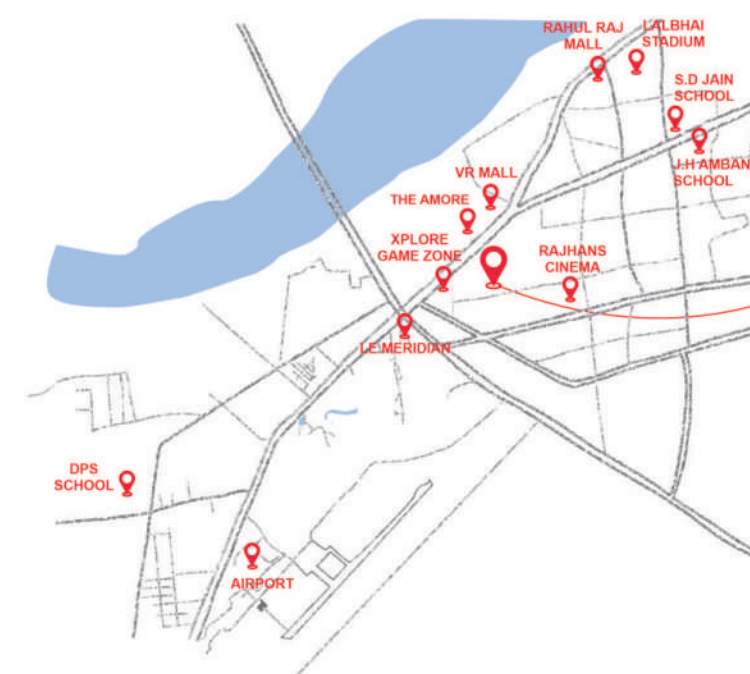 RAHUL RAJ
MALL
LALBHAI
STADIUM
S.D JAIN
SCHOOL
J.H AMBAN
SCHOOL
VR MALL
THE AMORE
XPLORE
GAME ZONE
RAJHANS
CINEMA
LE MERIDIAN
DPS
SCHOOL
AIRPORT